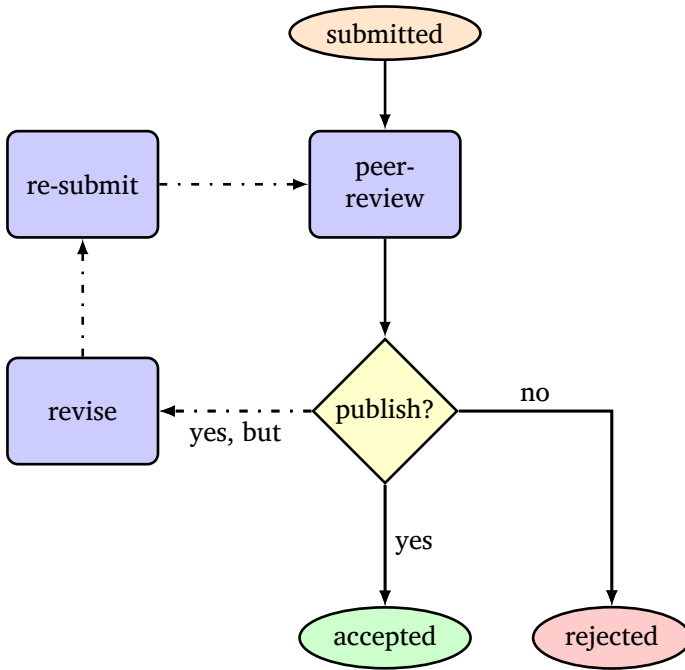 submitted
re-submit
peer-
review
revise
publish?
no
yes, but
yes
accepted
rejected